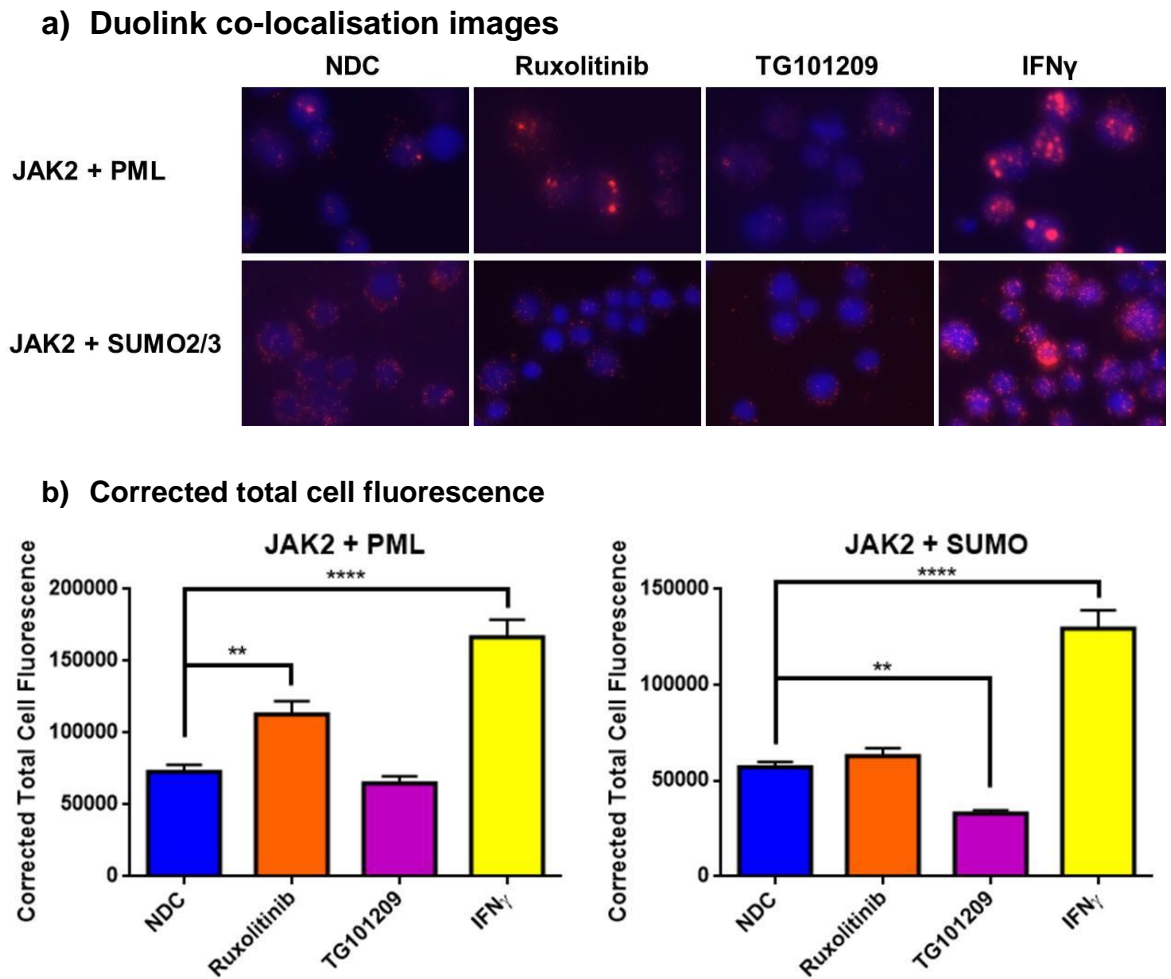 a) Duolink co-localisation images
NDC Ruxolitinib TG101209 IFNγ
JAK2 + PML
JAK2 + SUMO2/3
b) Corrected total cell fluorescence
JAK2 + PML
Corrected Total Cell Fluorescence
200000
150000
100000
50000
0
****
**
NDC
Ruxolitinib
TG101209
IFNγ
JAK2 + SUMO
Corrected Total Cell Fluorescence
150000
100000
50000
0
****
**
NDC
Ruxolitinib
TG101209
IFNγ